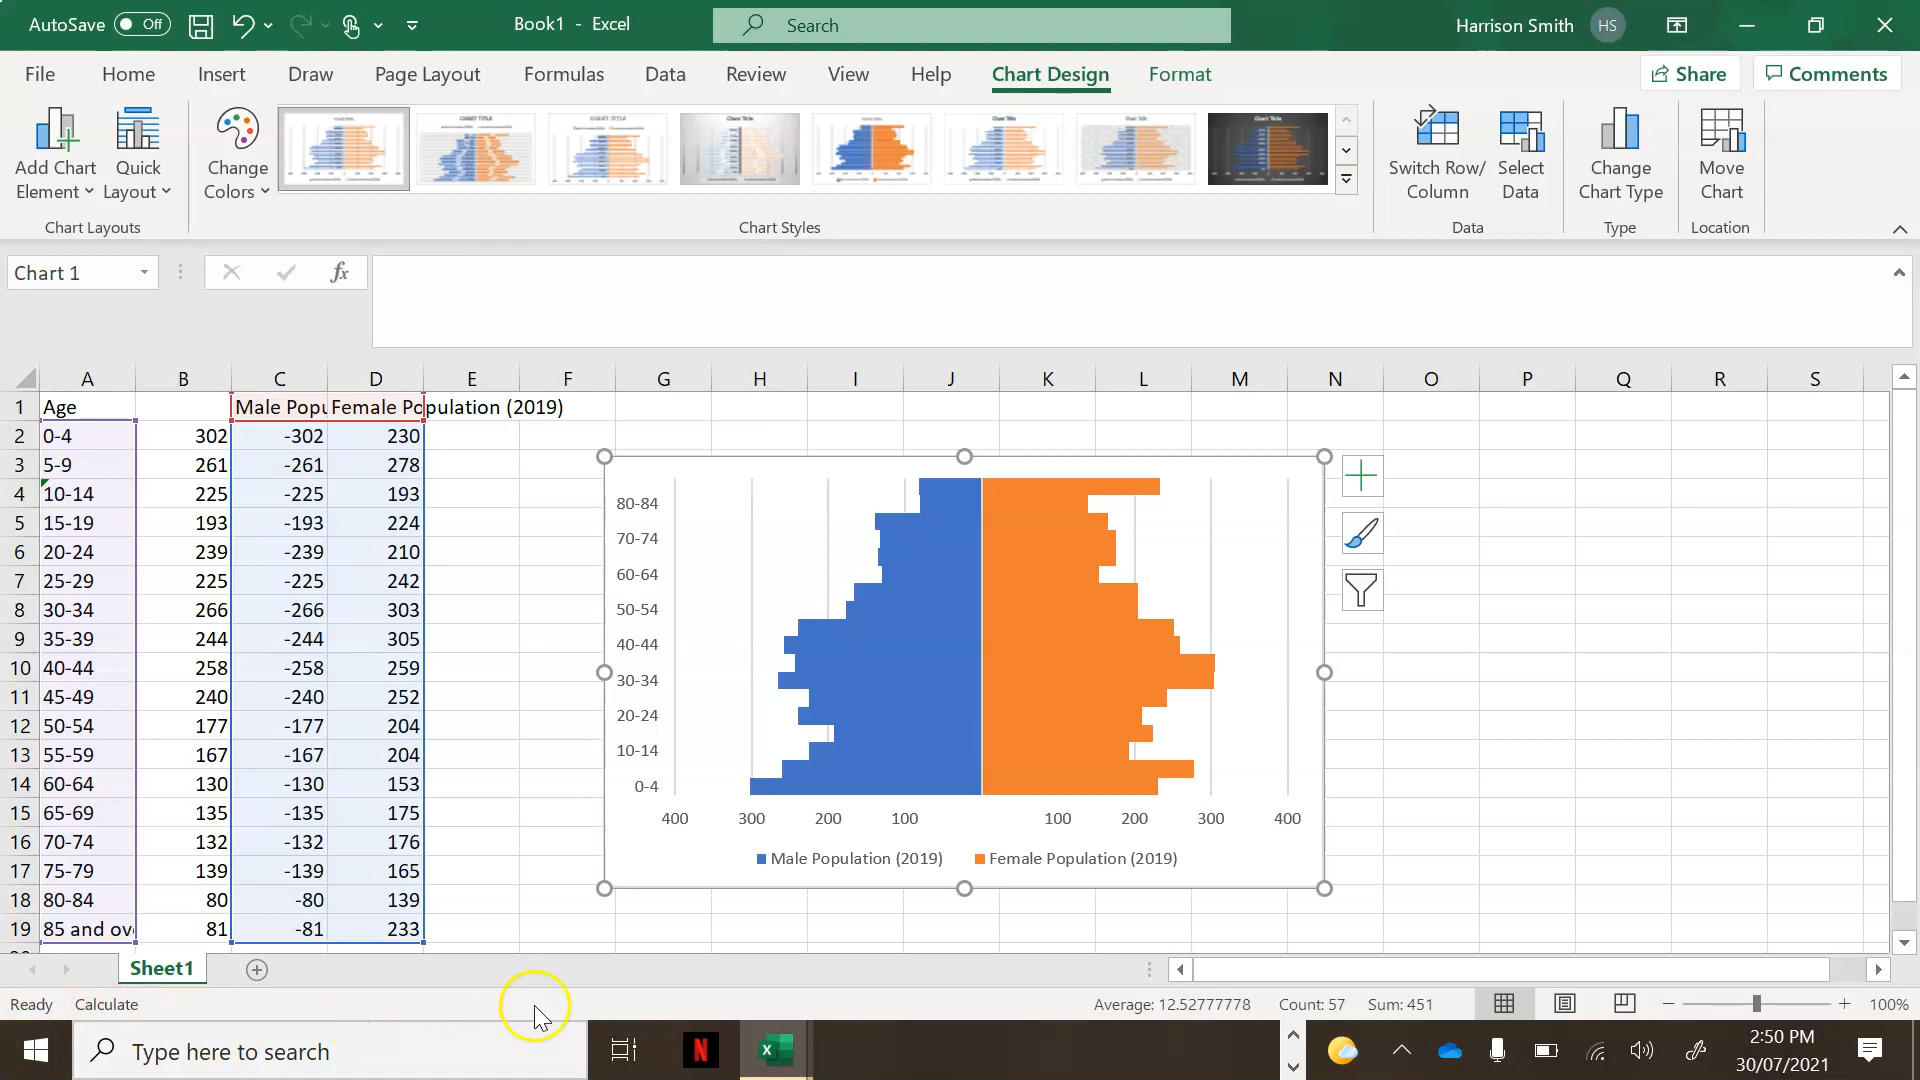 AutoSave Off Book1 - Excel Search Harrison Smith HS
File Home Insert Draw Page Layout Formulas Data Review View Help Chart Design Format Share Comments
Add Chart Element
Quick Layout
Change Colors
Switch Row/ Column
Select Data
Change Chart Type
Move Chart
Chart Layouts Chart Styles Data Type Location
Chart 1 fx
A B C D E F G H I J K L M N O P Q R S
1 Age Male Popu Female Population (2019)
2 0-4 302 -302 230
3 5-9 261 -261 278
4 10-14 225 -225 193
5 15-19 193 -193 224
6 20-24 239 -239 210
7 25-29 225 -225 242
8 30-34 266 -266 303
9 35-39 244 -244 305
10 40-44 258 -258 259
11 45-49 240 -240 252
12 50-54 177 -177 204
13 55-59 167 -167 204
14 60-64 130 -130 153
15 65-69 135 -135 175
16 70-74 132 -132 176
17 75-79 139 -139 165
18 80-84 80 -80 139
19 85 and ov 81 -81 233
80-84
70-74
60-64
50-54
40-44
30-34
20-24
10-14
0-4
400 300 200 100 100 200 300 400
Male Population (2019) Female Population (2019)
Sheet1
Ready Calculate Average: 12.52777778 Count: 57 Sum: 451 100%
Type here to search N X 2:50 PM
30/07/2021